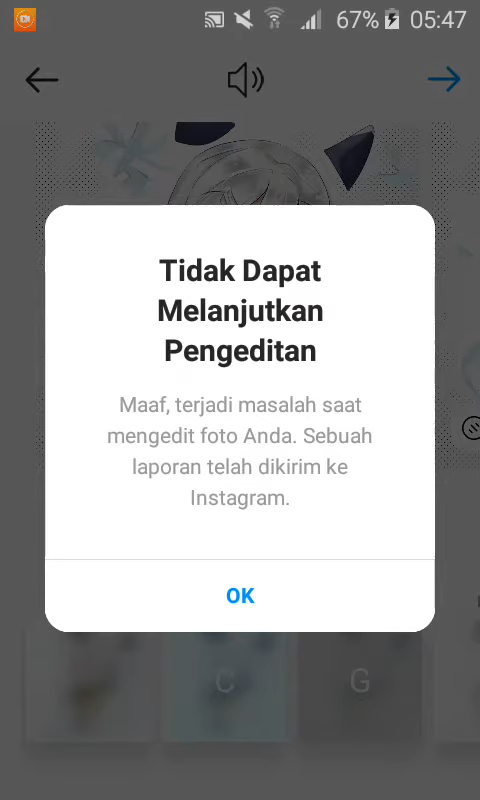 67% 05:47
Tidak Dapat
Melanjutkan
Pengeditan
Maaf, terjadi masalah saat
mengedit foto Anda. Sebuah
laporan telah dikirim ke
Instagram.
OK
C G